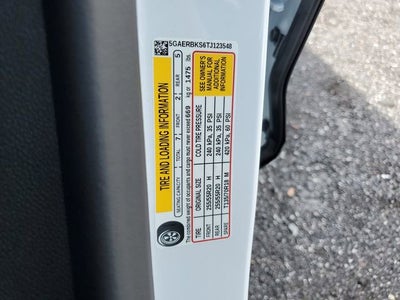 5GAERBKS6TJ123548
TIRE AND LOADING INFORMATION
SEATING CAPACITY TOTAL 7 FRONT 2 REAR 5
The combined weight of occupants and cargo must never exceed 669 kg or 1475 lbs.
TIRE ORIGINAL SIZE COLD TIRE PRESSURE
FRONT 255/55R20 H 240 kPa, 35 PSI
REAR 255/55R20 H 240 kPa, 35 PSI
SPARE T135/70R18 M 420 kPa, 60 PSI
SEE OWNER'S
MANUAL FOR
ADDITIONAL
INFORMATION